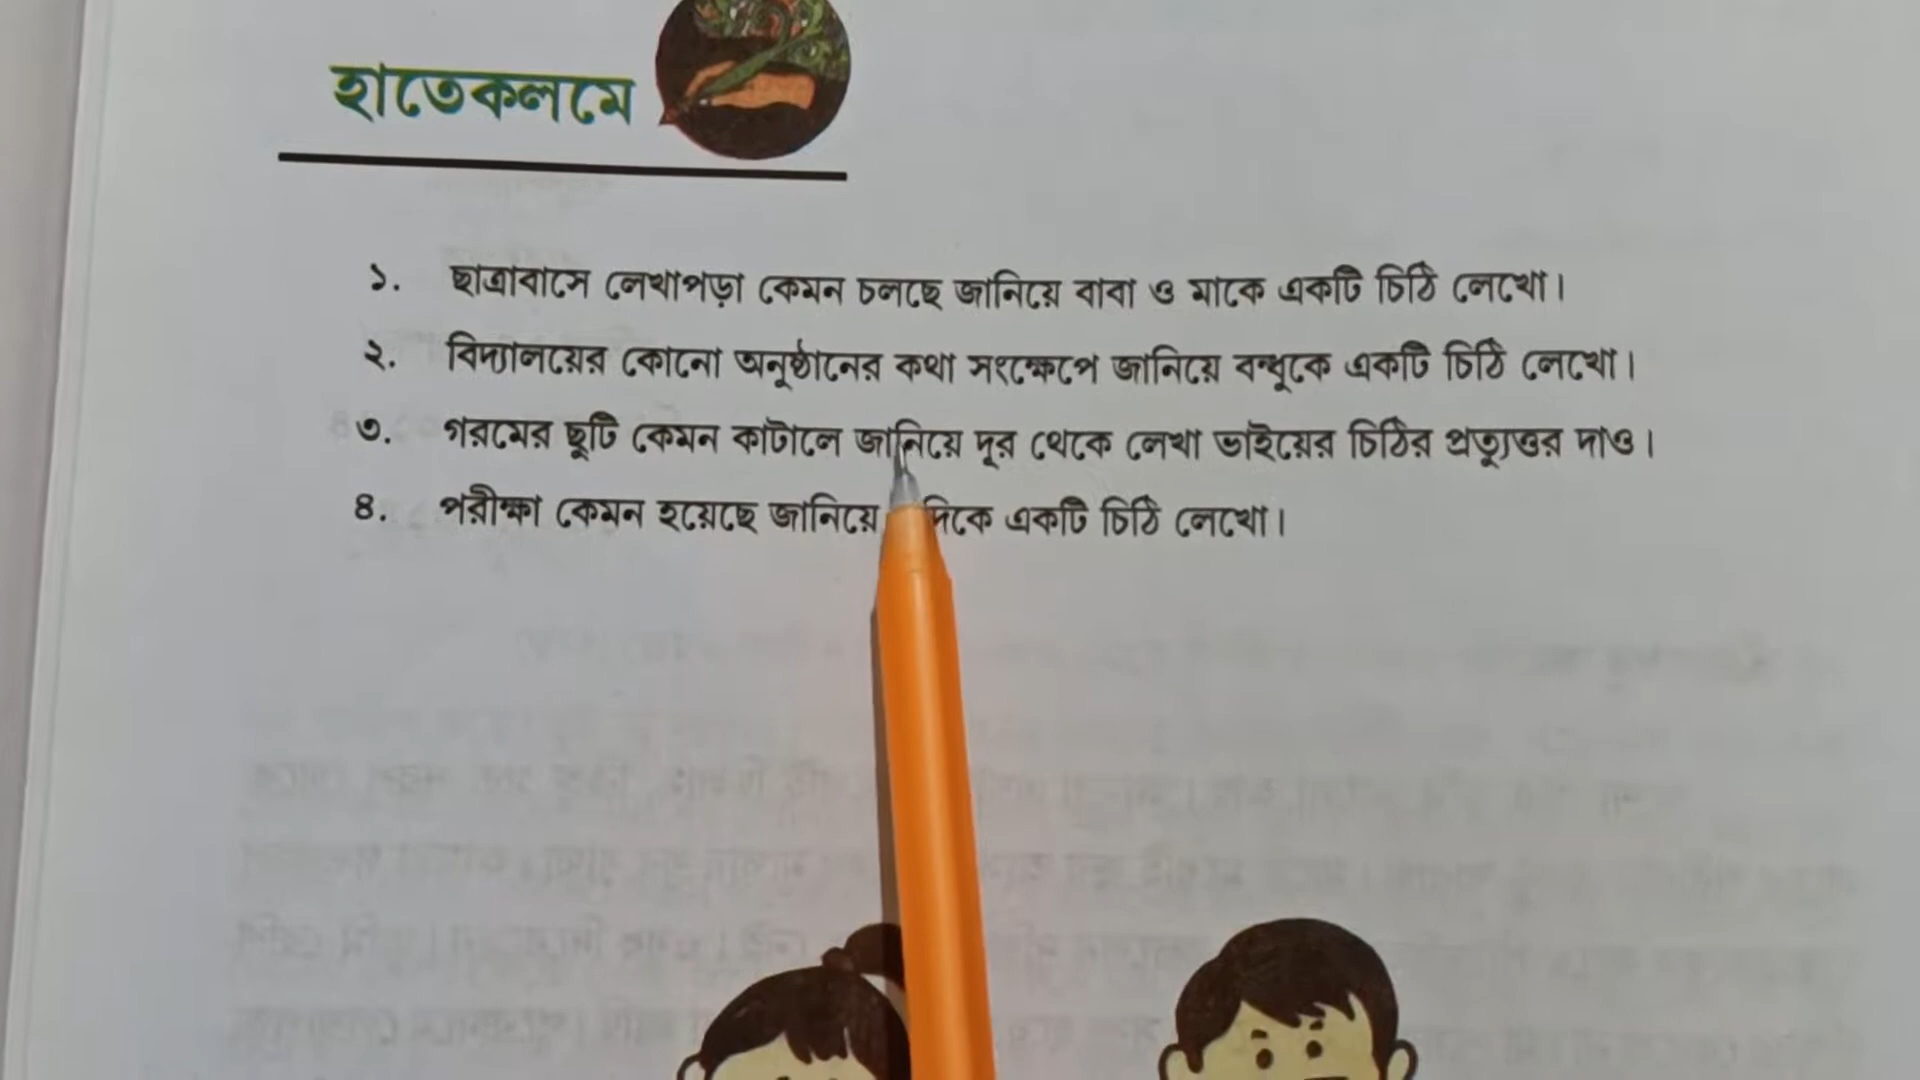 হাতেকলমে
১. ছাত্রাবাসে লেখাপড়া কেমন চলছে জানিয়ে বাবা ও মাকে একটি চিঠি লেখো।
২. বিদ্যালয়ের কোনো অনুষ্ঠানের কথা সংক্ষেপে জানিয়ে বন্ধুকে একটি চিঠি লেখো।
৩. গরমের ছুটি কেমন কাটালে জানিয়ে দূর থেকে লেখা ভাইয়ের চিঠির প্রত্যুত্তর দাও।
৪. পরীক্ষা কেমন হয়েছে জানিয়ে একটি চিঠি লেখো।